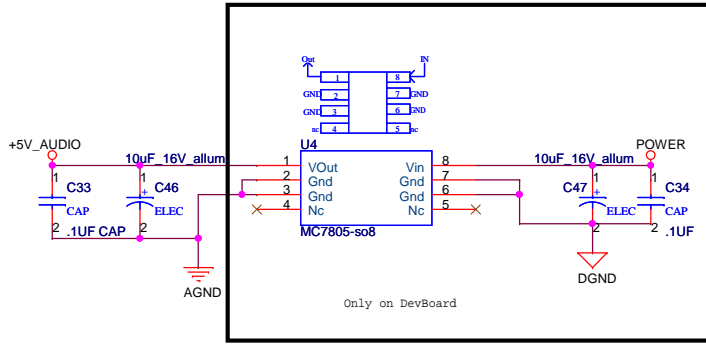 Out
IN
1
8
GND
2
7
GND
GND
3
6
GND
nc
4
5
nc
+5V_AUDIO
10uF_16V_allum
U4
10uF_16V_allum
POWER
1
VOut
Vin
8
2
Gnd
Gnd
7
3
Gnd
Gnd
6
4
Nc
Nc
5
MC7805-so8
1
C33
CAP
2
.1UF CAP
1
C46
+
ELEC
2
1
C47
+
ELEC
2
1
C34
CAP
2
.1UF
AGND
DGND
Only on DevBoard